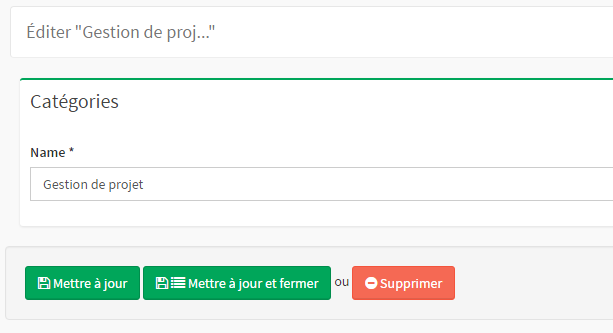 Éditer "Gestion de proj..."
Catégories
Name *
Gestion de projet
Mettre à jour Mettre à jour et fermer ou Supprimer